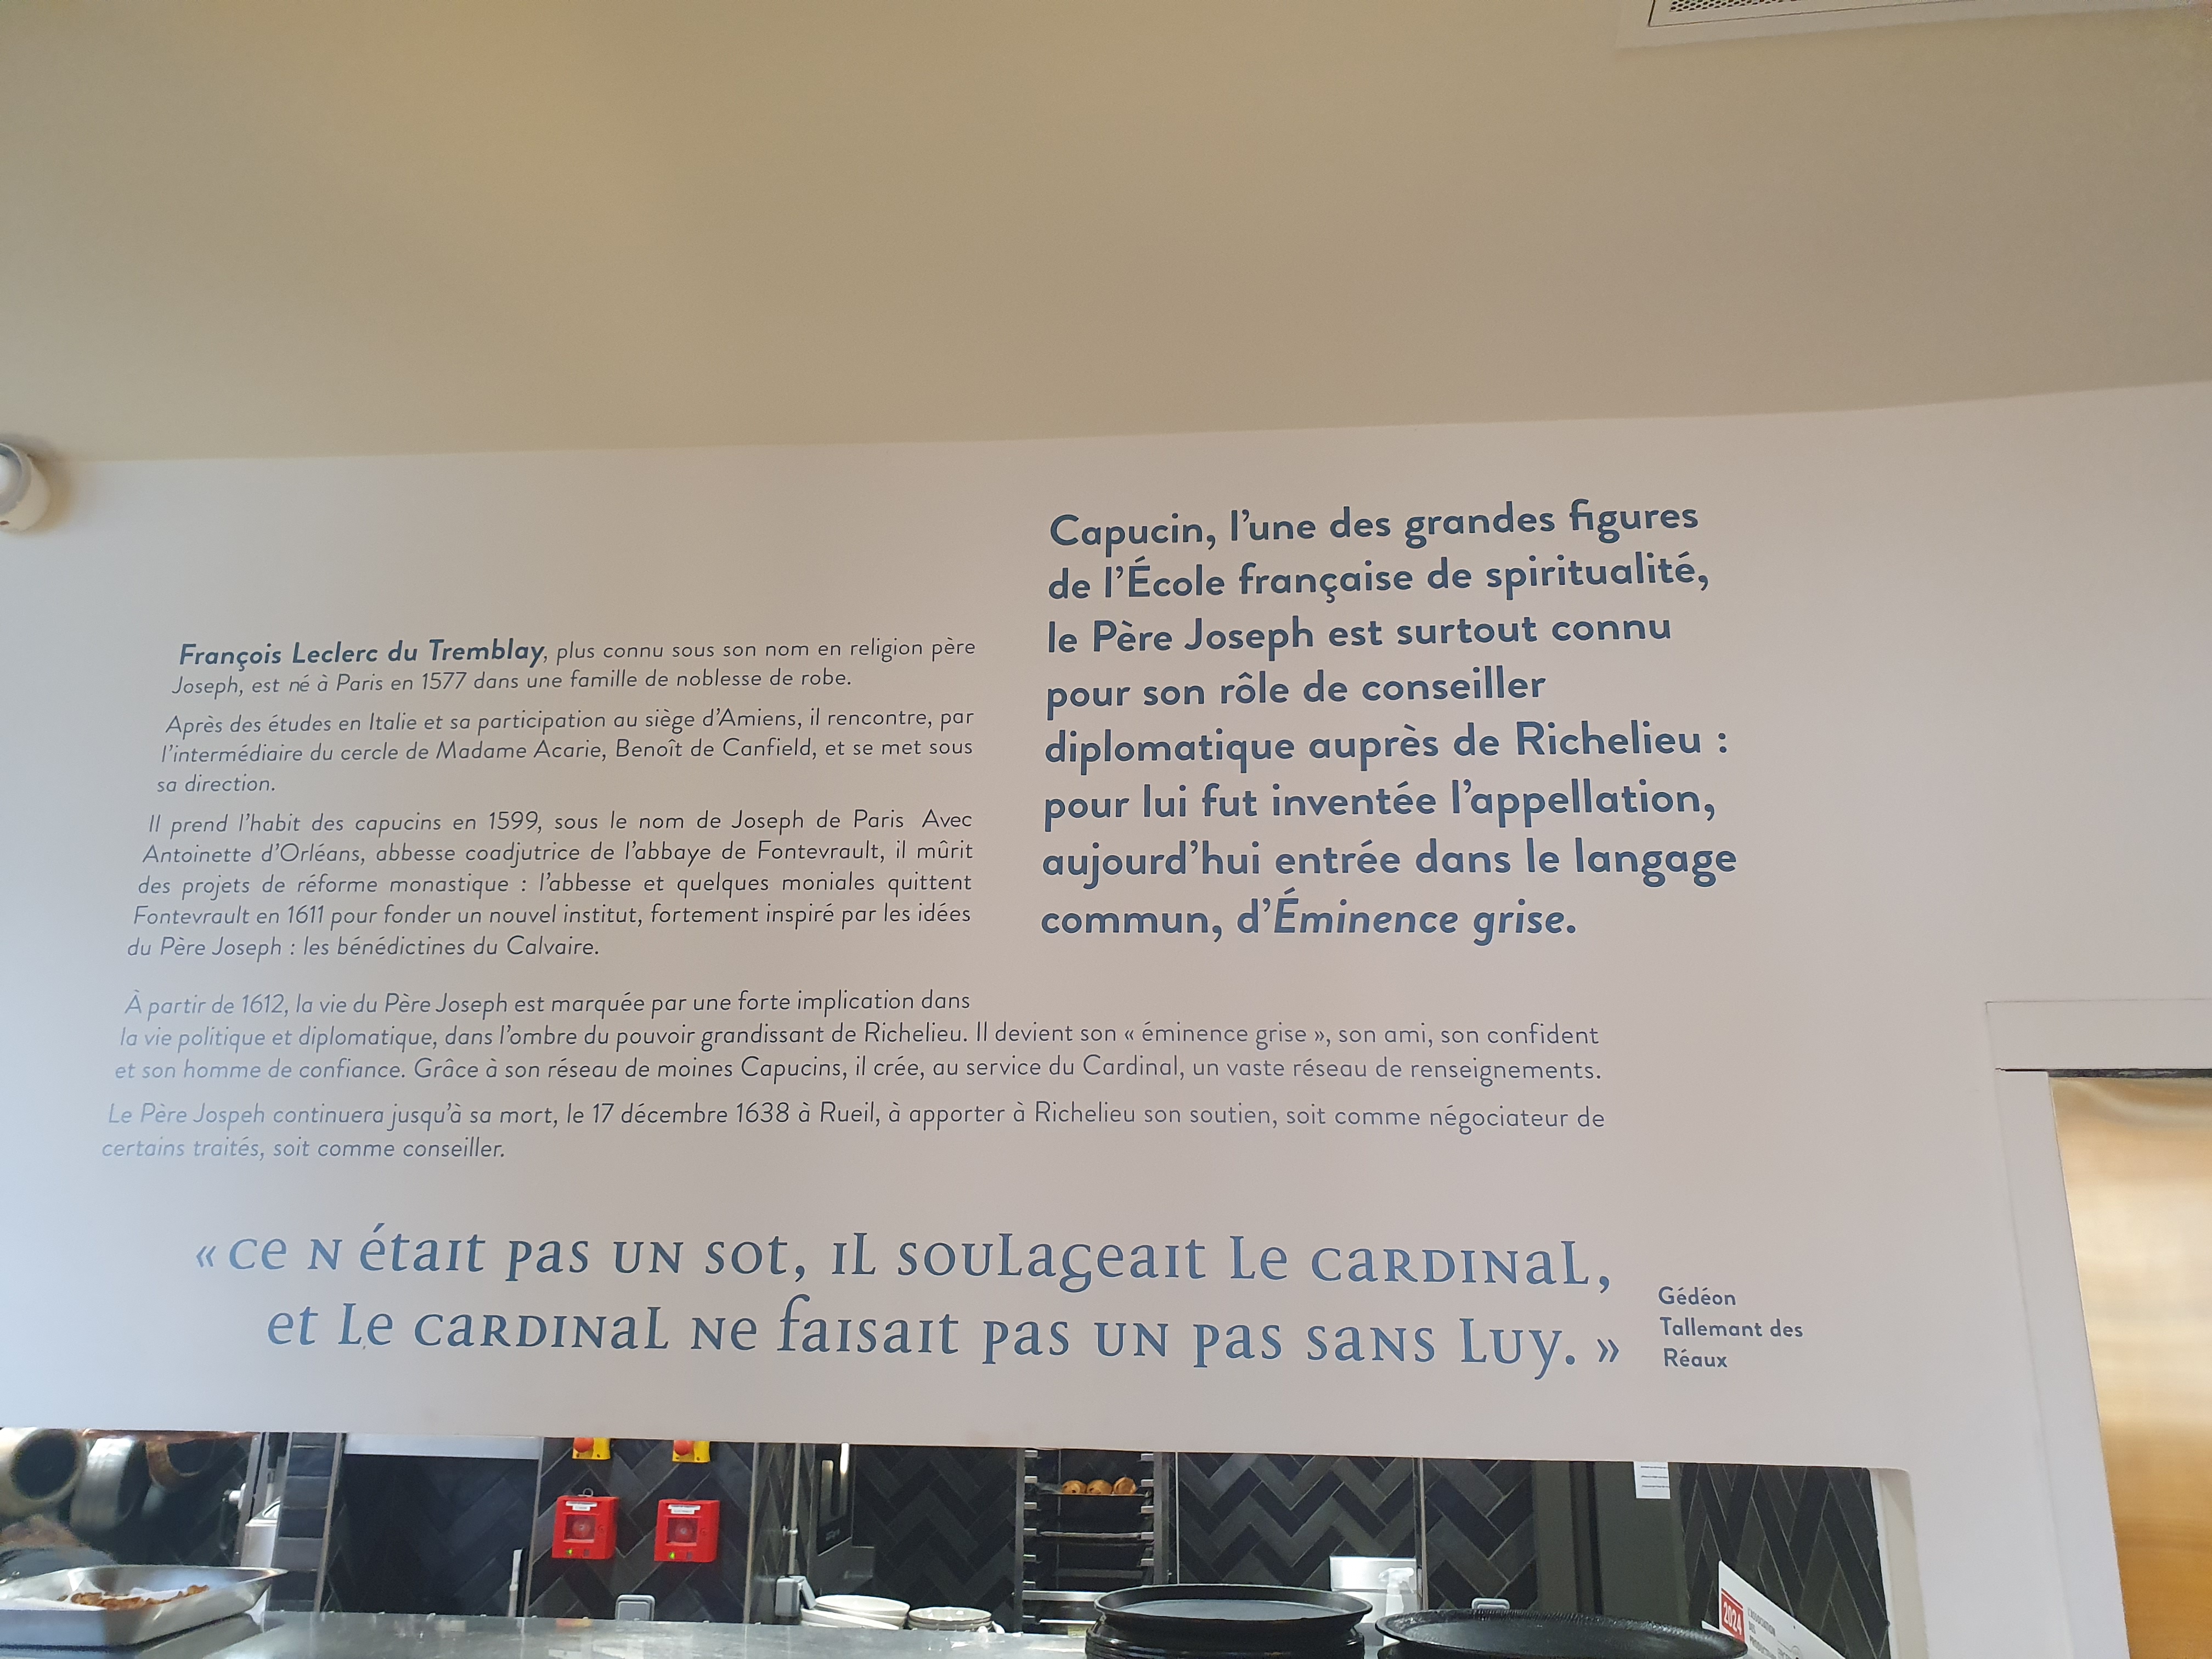 François Leclerc du Tremblay, plus connu sous son nom en religion père
Joseph, est né à Paris en 1577 dans une famille de noblesse de robe.
Après des études en Italie et sa participation au siège d'Amiens, il rencontre, par
l'intermédiaire du cercle de Madame Acarie, Benoît de Canfield, et se met sous
sa direction.
Il prend l'habit des capucins en 1599, sous le nom de Joseph de Paris Avec
Antoinette d'Orléans, abbesse coadjutrice de l'abbaye de Fontevrault, il mûrit
des projets de réforme monastique : l'abbesse et quelques moniales quittent
Fontevrault en 1611 pour fonder un nouvel institut, fortement inspiré par les idées
du Père Joseph : les bénédictines du Calvaire.
À partir de 1612, la vie du Père Joseph est marquée par une forte implication dans
la vie politique et diplomatique, dans l'ombre du pouvoir grandissant de Richelieu. Il devient son « éminence grise », son ami, son confident
et son homme de confiance. Grâce à son réseau de moines Capucins, il crée, au service du Cardinal, un vaste réseau de renseignements.
Le Père Jospeh continuera jusqu'à sa mort, le 17 décembre 1638 à Rueil, à apporter à Richelieu son soutien, soit comme négociateur de
certains traités, soit comme conseiller.
Capucin, l'une des grandes figures
de l'École française de spiritualité,
le Père Joseph est surtout connu
pour son rôle de conseiller
diplomatique auprès de Richelieu :
pour lui fut inventée l'appellation,
aujourd'hui entrée dans le langage
commun, d'Éminence grise.
« Ce n était pas un sot, il soulageait le cardinal,
et le cardinal ne faisait pas un pas sans luy. »
Gédéon
Tallemant des
Réaux
2024